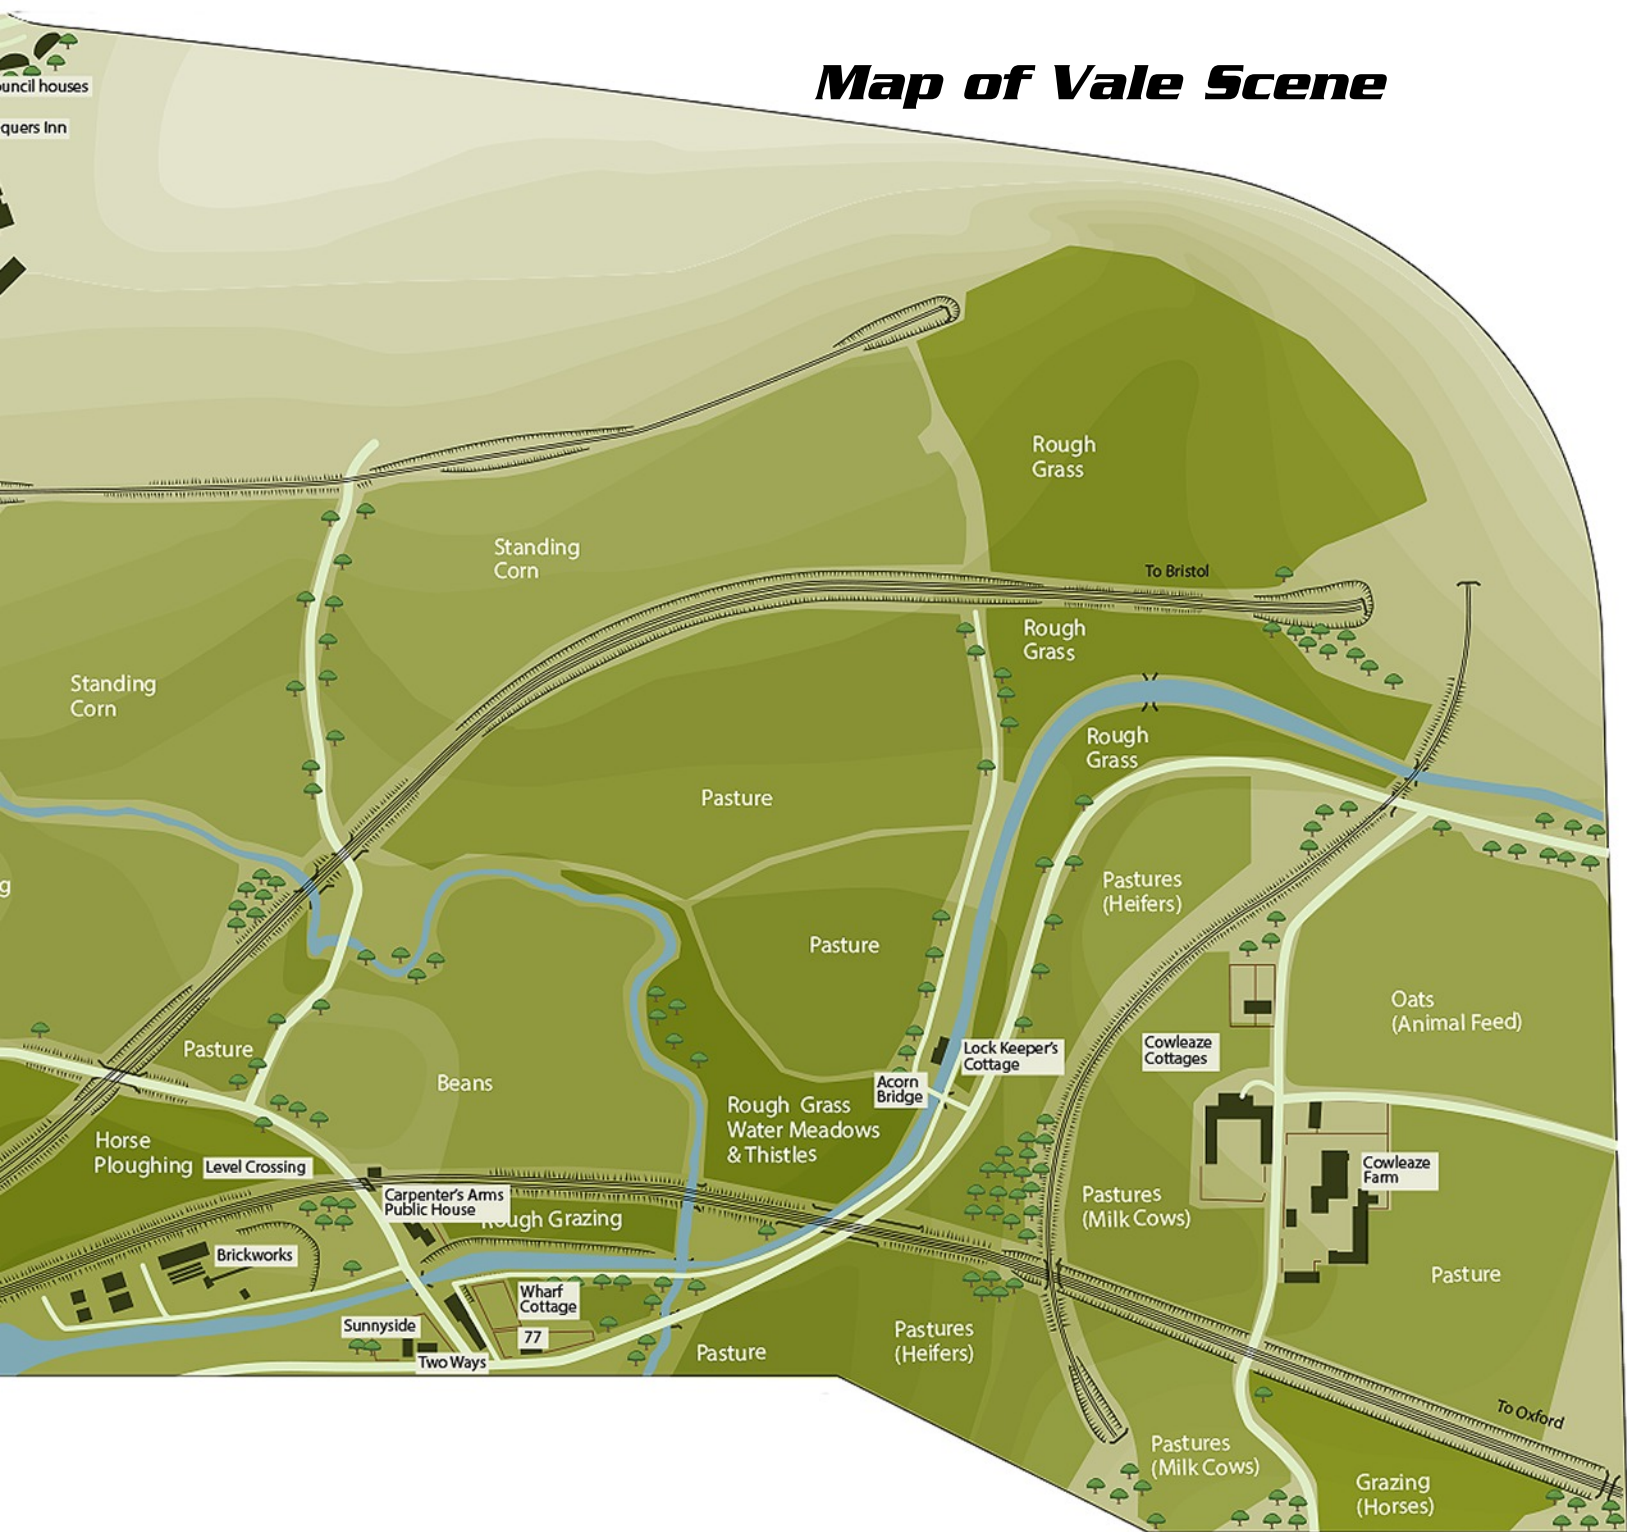 Map of Vale Scene
ouncil houses
quers Inn
Rough
Grass
Standing
Corn
To Bristol
Rough
Grass
Standing
Corn
Rough
Grass
Pasture
g
Pastures
(Heifers)
Pasture
Oats
(Animal Feed)
Pasture
Lock Keeper's
Cottage
Cowleaze
Cottages
Beans
Acorn
Bridge
Rough Grass
Water Meadows
& Thistles
Horse
Ploughing
Level Crossing
Cowleaze
Farm
Carpenter's Arms
Public House
Pastures
(Milk Cows)
Rough Grazing
Brickworks
Pasture
Wharf
Cottage
Sunnyside
77
Pastures
(Heifers)
Pasture
Two Ways
To Oxford
Pastures
(Milk Cows)
Grazing
(Horses)